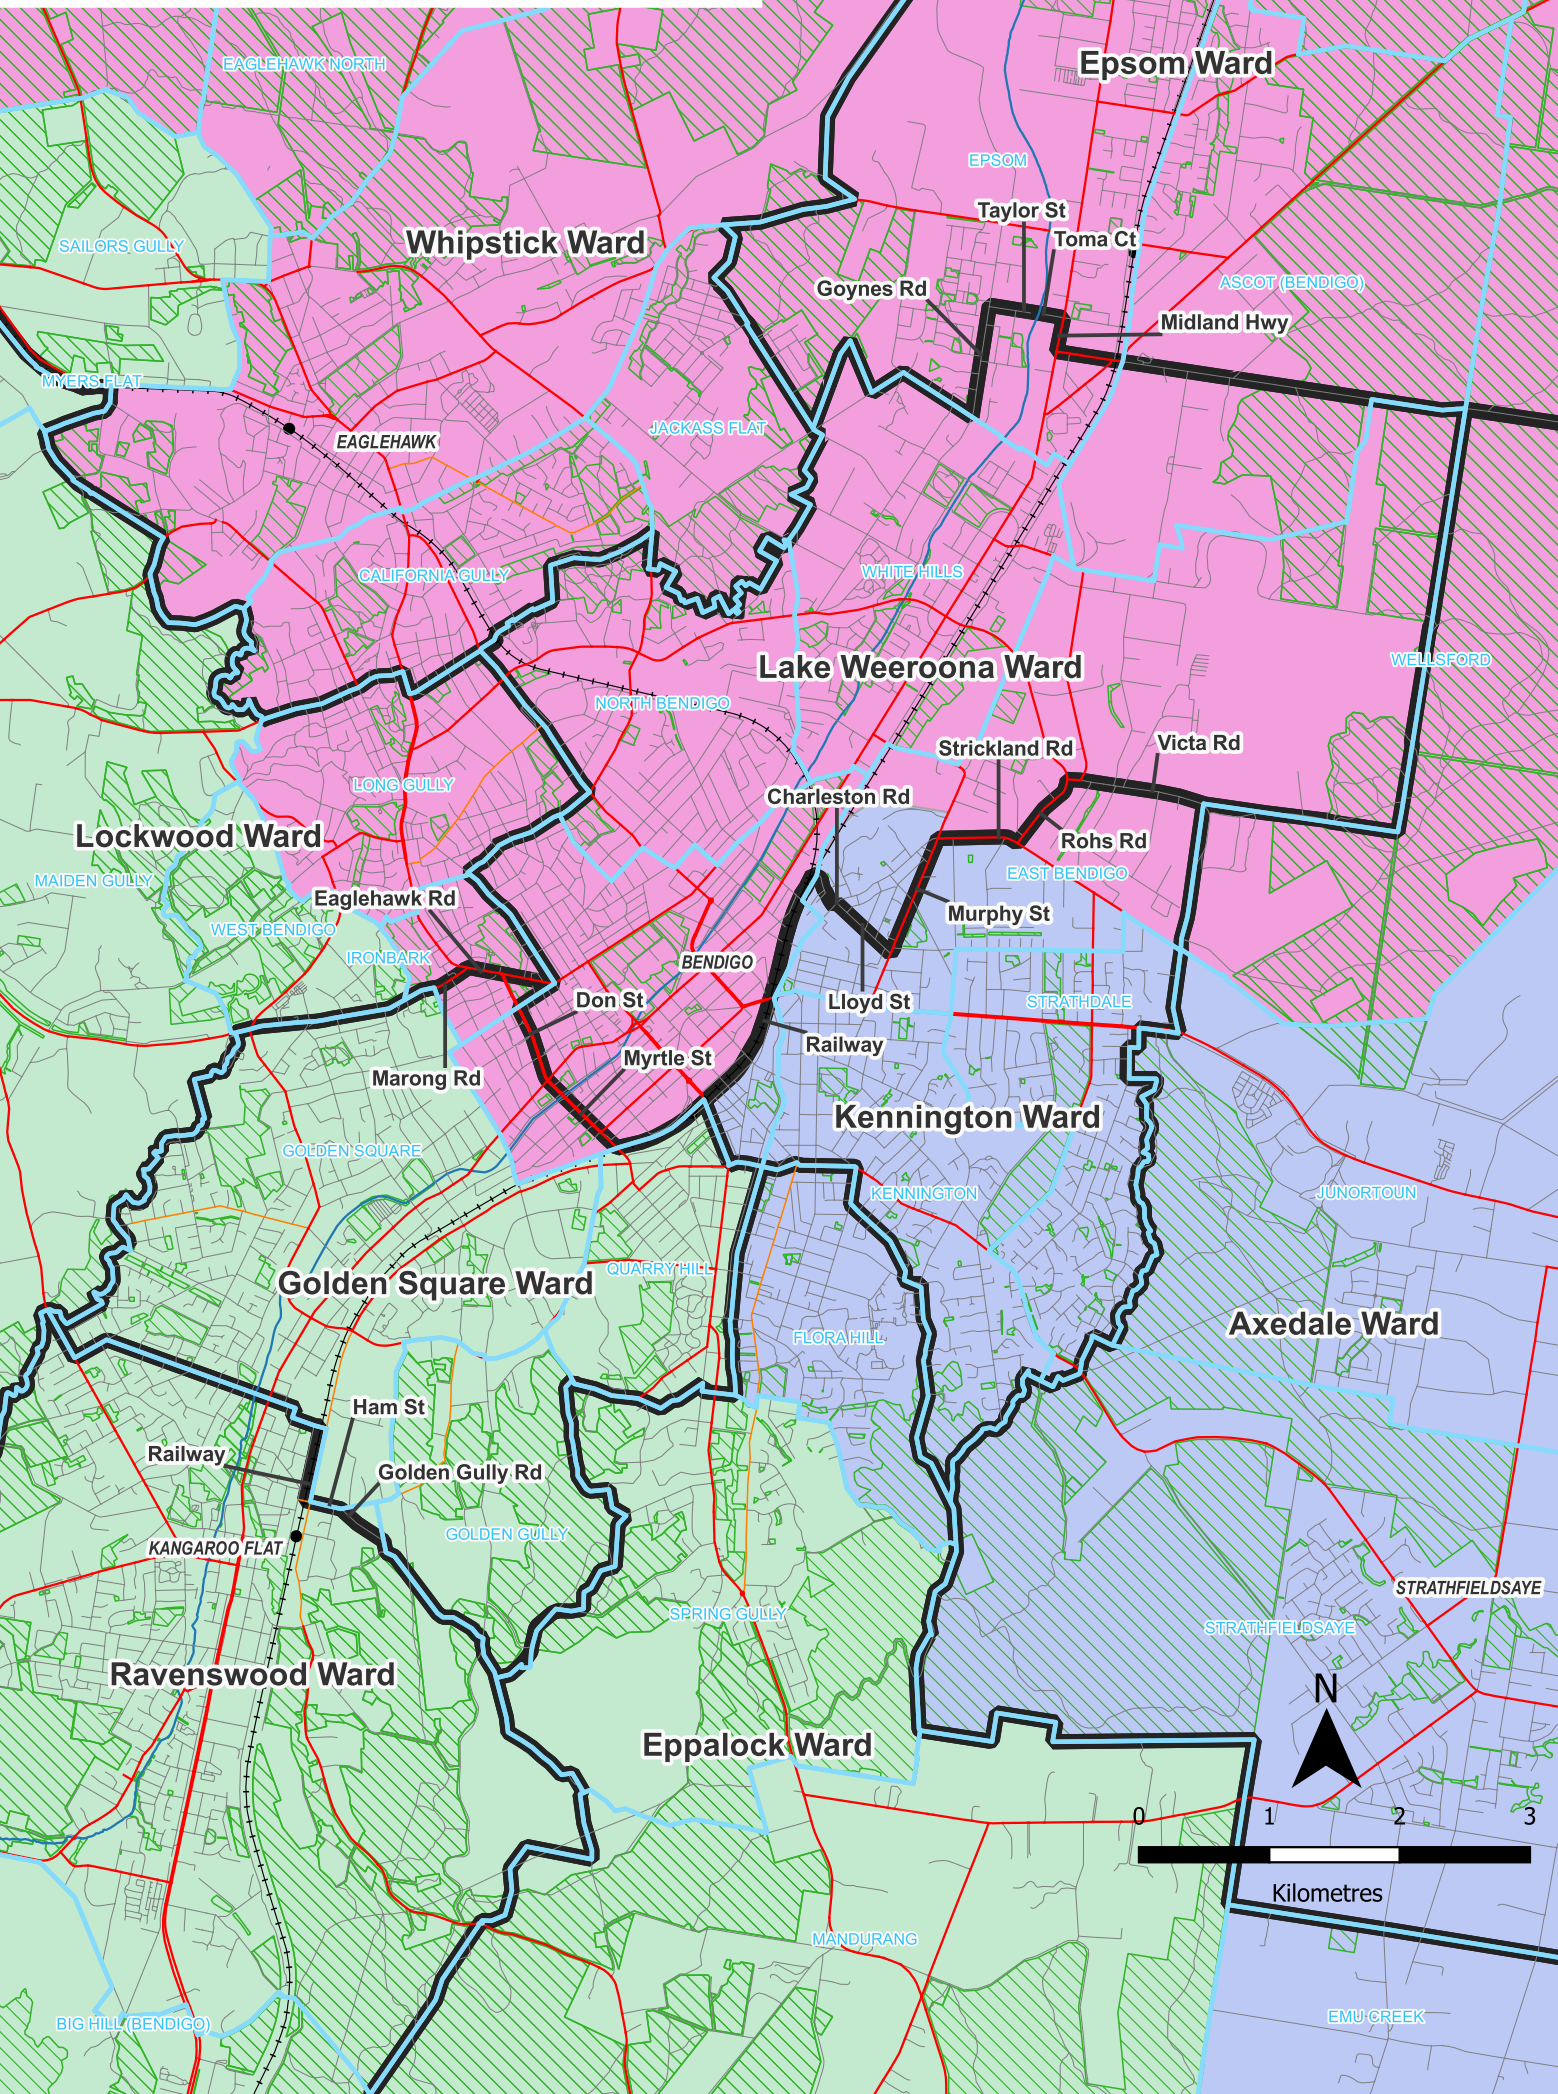 Epsom Ward
EAGLEHAWK NORTH
EPSOM
Taylor St
Whipstick Ward
Toma Ct
SAILORS GULLY
Goynes Rd
ASCOT (BENDIGO)
Midland Hwy
MYERS FLAT
JACKASS FLAT
EAGLEHAWK
CALIFORNIA GULLY
WHITE HILLS
Lake Weeroona Ward
WELLSFORD
NORTH BENDIGO
Strickland Rd
Victa Rd
LONG GULLY
Charleston Rd
Lockwood Ward
Rohs Rd
MAIDEN GULLY
EAST BENDIGO
Eaglehawk Rd
Murphy St
WEST BENDIGO
IRONBARK
BENDIGO
Don St
Lloyd St
STRATHDALE
Railway
Myrtle St
Marong Rd
Kennington Ward
GOLDEN SQUARE
KENNINGTON
JUNORTOUN
QUARRY HILL
Golden Square Ward
Axedale Ward
FLORA HILL
Ham St
Railway
Golden Gully Rd
GOLDEN GULLY
KANGAROO FLAT
STRATHFIELDSAYE
SPRING GULLY
STRATHFIELDSAYE
Ravenswood Ward
N
Eppalock Ward
0 1 2 3
Kilometres
MANDURANG
EMU CREEK
BIG HILL (BENDIGO)